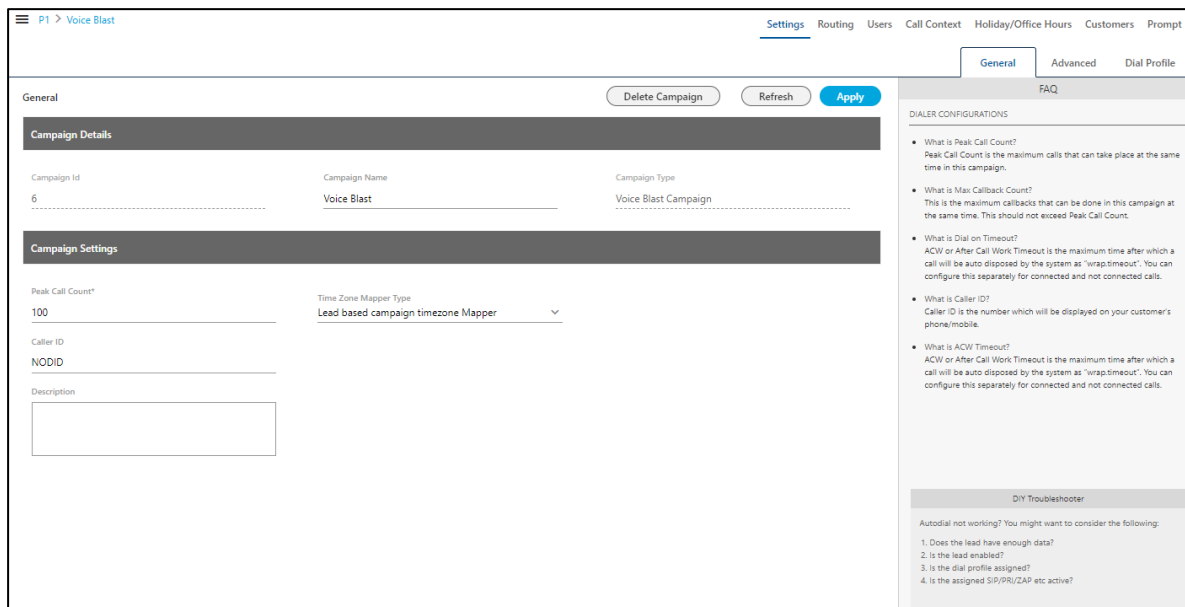 P1 > Voice Blast
Settings Routing Users Call Context Holiday/Office Hours Customers Prompt
General Advanced Dial Profile
General
Delete Campaign Refresh Apply
Campaign Details
Campaign Id Campaign Name Campaign Type
6 Voice Blast Voice Blast Campaign
Campaign Settings
Peak Call Count* Time Zone Mapper Type
100 Lead based campaign timezone Mapper
Caller ID
NODID
Description
FAQ
DIALER CONFIGURATIONS
• What is Peak Call Count?
Peak Call Count is the maximum calls that can take place at the same
time in this campaign.
• What is Max Callback Count?
This is the maximum callbacks that can be done in this campaign at
the same time. This should not exceed Peak Call Count.
• What is Dial on Timeout?
ACW or After Call Work Timeout is the maximum time after which a
call will be auto disposed by the system as "wrap.timeout". You can
configure this separately for connected and not connected calls.
• What is Caller ID?
Caller ID is the number which will be displayed on your customer's
phone/mobile.
• What is ACW Timeout?
ACW or After Call Work Timeout is the maximum time after which a
call will be auto disposed by the system as "wrap.timeout". You can
configure this separately for connected and not connected calls.
DIY Troubleshooter
Autodial not working? You might want to consider the following:
1. Does the lead have enough data?
2. Is the lead enabled?
3. Is the dial profile assigned?
4. Is the assigned SIP/PRI/ZAP etc active?